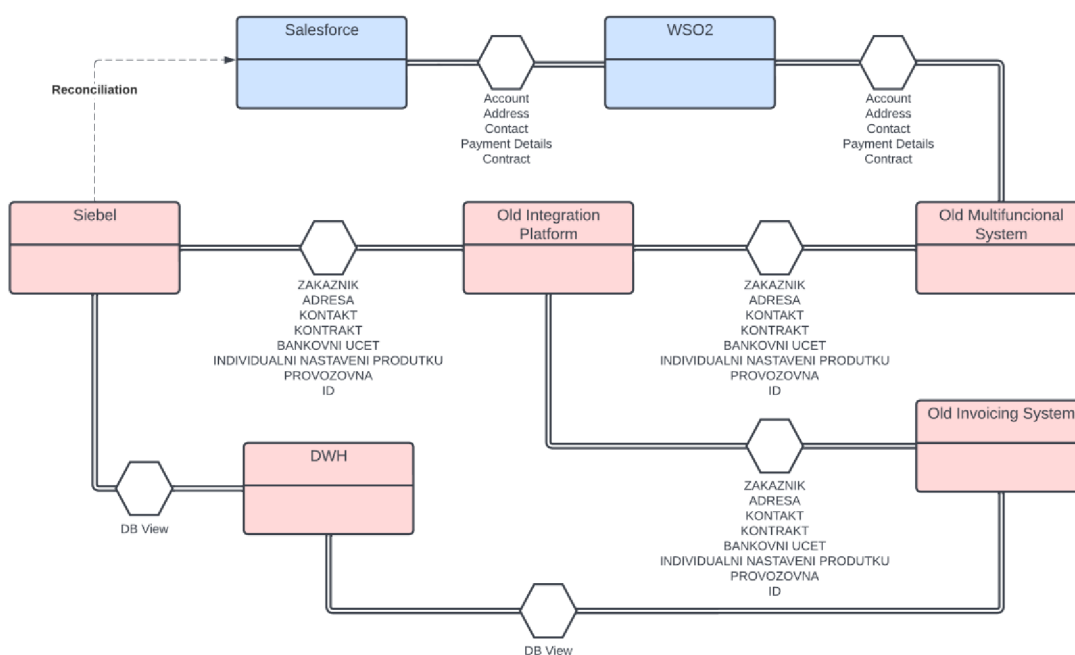 Salesforce
WSO2
Reconciliation
Account
Address
Contact
Payment Details
Contract
Account
Address
Contact
Payment Details
Contract
Siebel
Old Integration
Platform
Old Multifuncional
System
ZAKAZNIK
ADRESA
KONTAKT
KONTRAKT
BANKOVNI UCET
INDIVIDUALNI NASTAVENI PRODUTKU
PROVOZOVNA
ID
ZAKAZNIK
ADRESA
KONTAKT
KONTRAKT
BANKOVNI UCET
INDIVIDUALNI NASTAVENI PRODUTKU
PROVOZOVNA
ID
Old Invoicing System
DWH
ZAKAZNIK
ADRESA
KONTAKT
KONTRAKT
BANKOVNI UCET
INDIVIDUALNI NASTAVENI PRODUTKU
PROVOZOVNA
ID
DB View
DB View